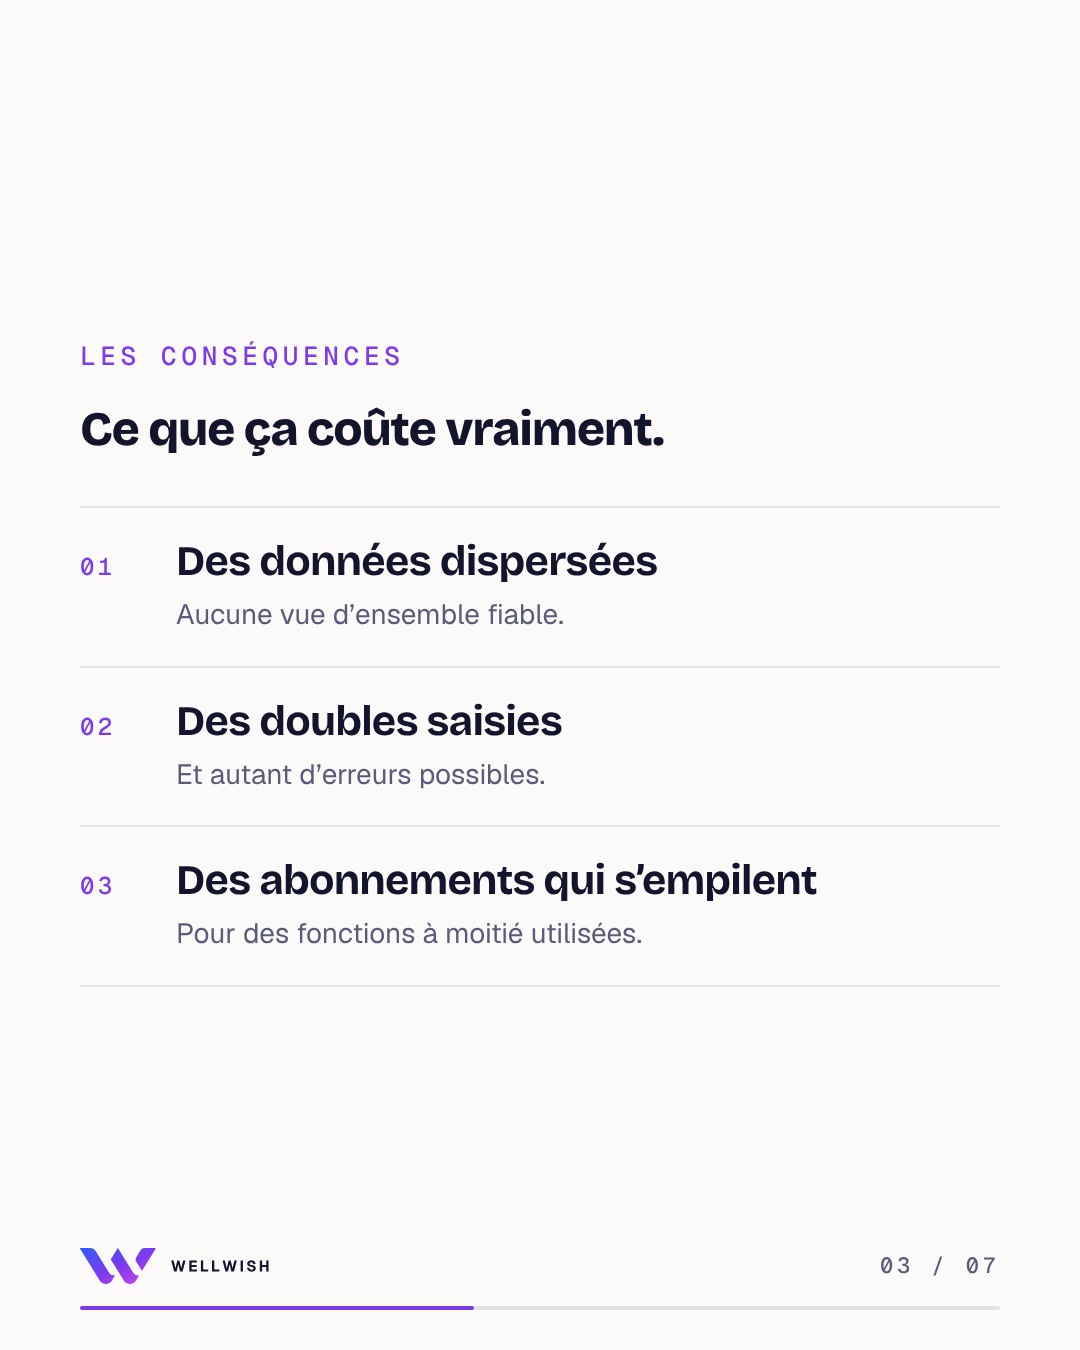 LES CONSÉQUENCES
Ce que ça coûte vraiment.
01 Des données dispersées
Aucune vue d’ensemble fiable.
02 Des doubles saisies
Et autant d’erreurs possibles.
03 Des abonnements qui s’empilent
Pour des fonctions à moitié utilisées.
WELLWISH 03 / 07